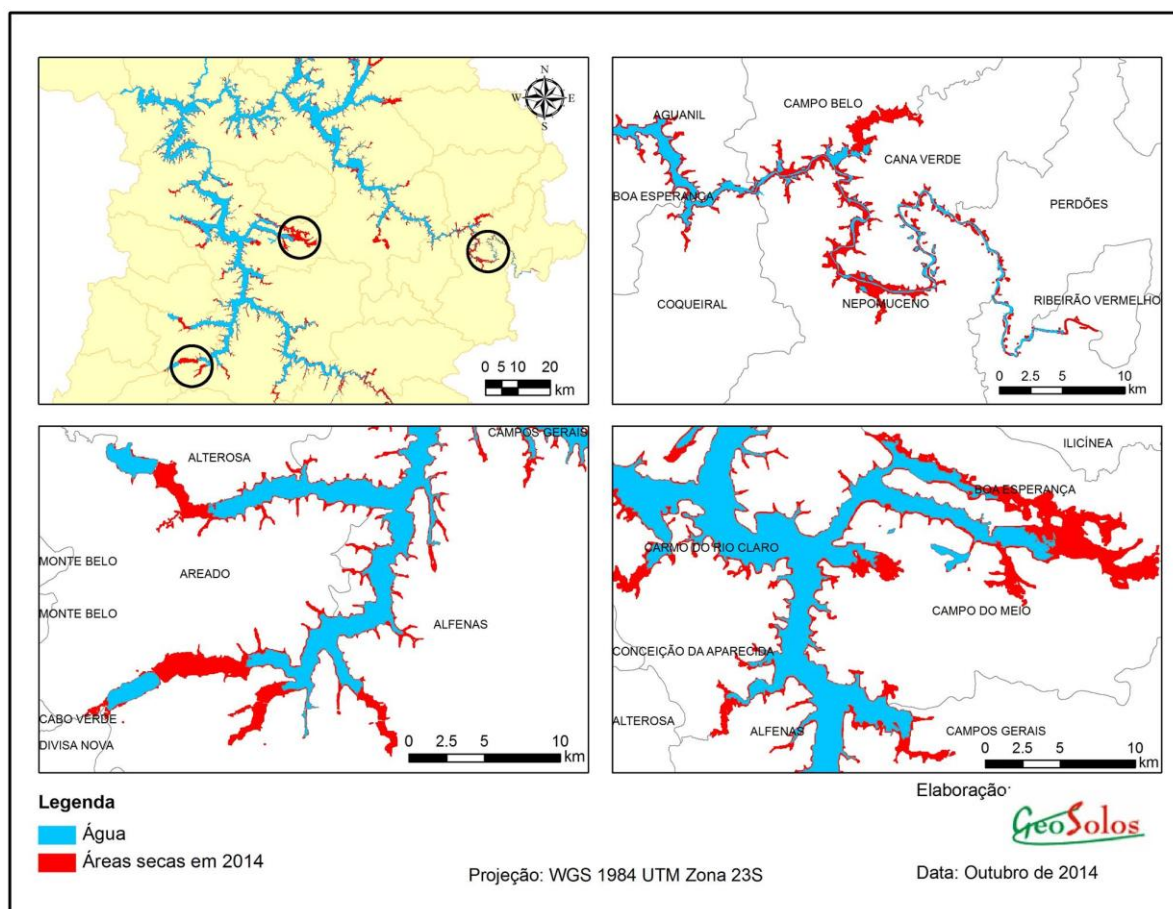 N
W E
S
0 5 10 20
km
AGUANIL
CAMPO BELO
CANA VERDE
BOA ESPERANÇA
PERDÕES
COQUEIRAL
NEPOMUCENO
RIBEIRÃO VERMELHO
0 2.5 5 10
km
CAMPOS GERAIS
ALTEROSA
MONTE BELO
AREADO
MONTE BELO
ALFENAS
CABO VERDE
DIVISA NOVA
0 2.5 5 10
km
ILICÍNEA
BOA ESPERANÇA
CARMO DO RIO CLARO
CAMPO DO MEIO
CONCEIÇÃO DA APARECIDA
ALTEROSA
ALFENAS
CAMPOS GERAIS
0 2.5 5 10
km
Legenda
Água
Áreas secas em 2014
Projeção: WGS 1984 UTM Zona 23S
Elaboração:
GeoSolos
Data: Outubro de 2014